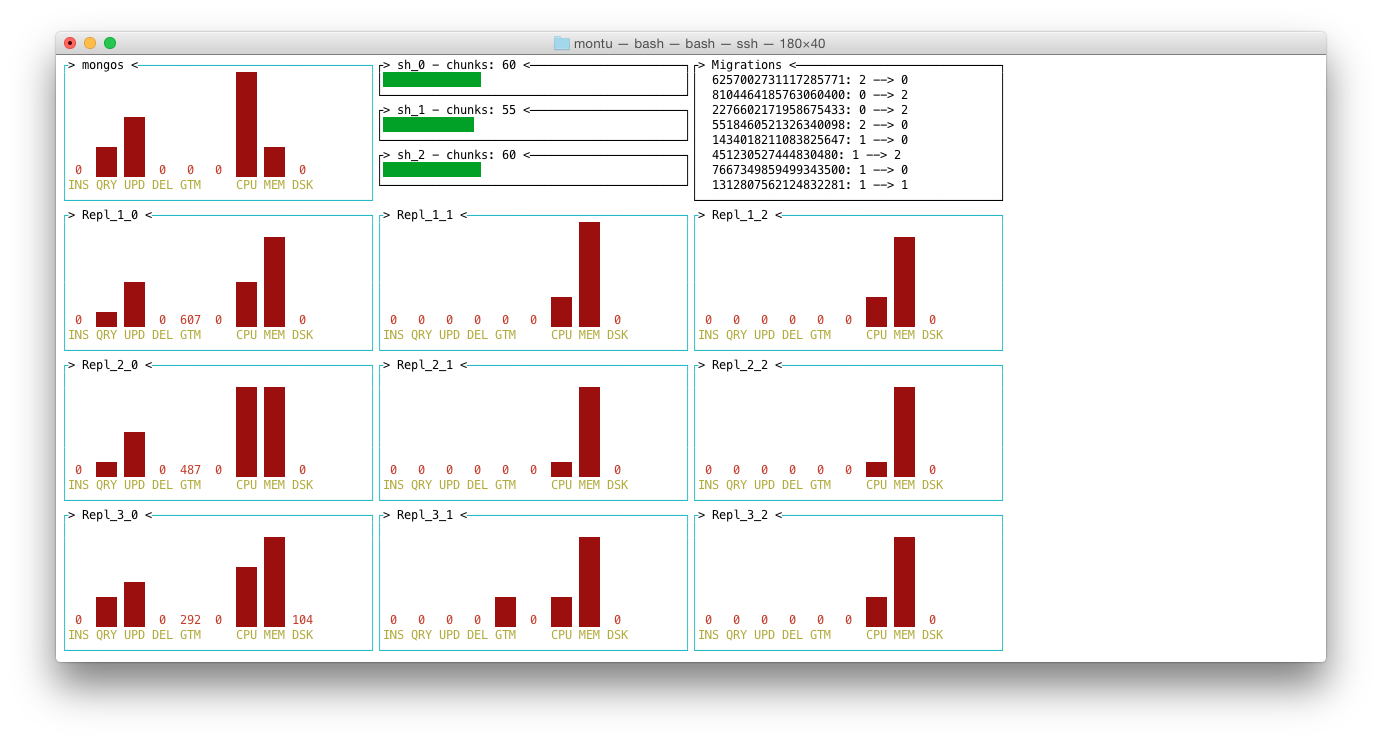 montu — bash — bash — ssh — 180×40
> mongos <
0 0 0 0 0
INS QRY UPD DEL GTM CPU MEM DSK
> sh_0 - chunks: 60 <
> sh_1 - chunks: 55 <
> sh_2 - chunks: 60 <
> Migrations <
6257002731117285771: 2 --> 0
8104464185763060400: 0 --> 2
2276602171958675433: 0 --> 2
5518460521326340098: 2 --> 0
1434018211083825647: 1 --> 0
451230527444830480: 1 --> 2
7667349859499343500: 1 --> 0
1312807562124832281: 1 --> 1
> Repl_1_0 <
0 0 607 0 0
INS QRY UPD DEL GTM CPU MEM DSK
> Repl_1_1 <
0 0 0 0 0 0 0
INS QRY UPD DEL GTM CPU MEM DSK
> Repl_1_2 <
0 0 0 0 0 0 0
INS QRY UPD DEL GTM CPU MEM DSK
> Repl_2_0 <
0 0 487 0 0
INS QRY UPD DEL GTM CPU MEM DSK
> Repl_2_1 <
0 0 0 0 0 0 0
INS QRY UPD DEL GTM CPU MEM DSK
> Repl_2_2 <
0 0 0 0 0 0 0
INS QRY UPD DEL GTM CPU MEM DSK
> Repl_3_0 <
0 0 292 0 104
INS QRY UPD DEL GTM CPU MEM DSK
> Repl_3_1 <
0 0 0 0 0 0
INS QRY UPD DEL GTM CPU MEM DSK
> Repl_3_2 <
0 0 0 0 0 0 0
INS QRY UPD DEL GTM CPU MEM DSK